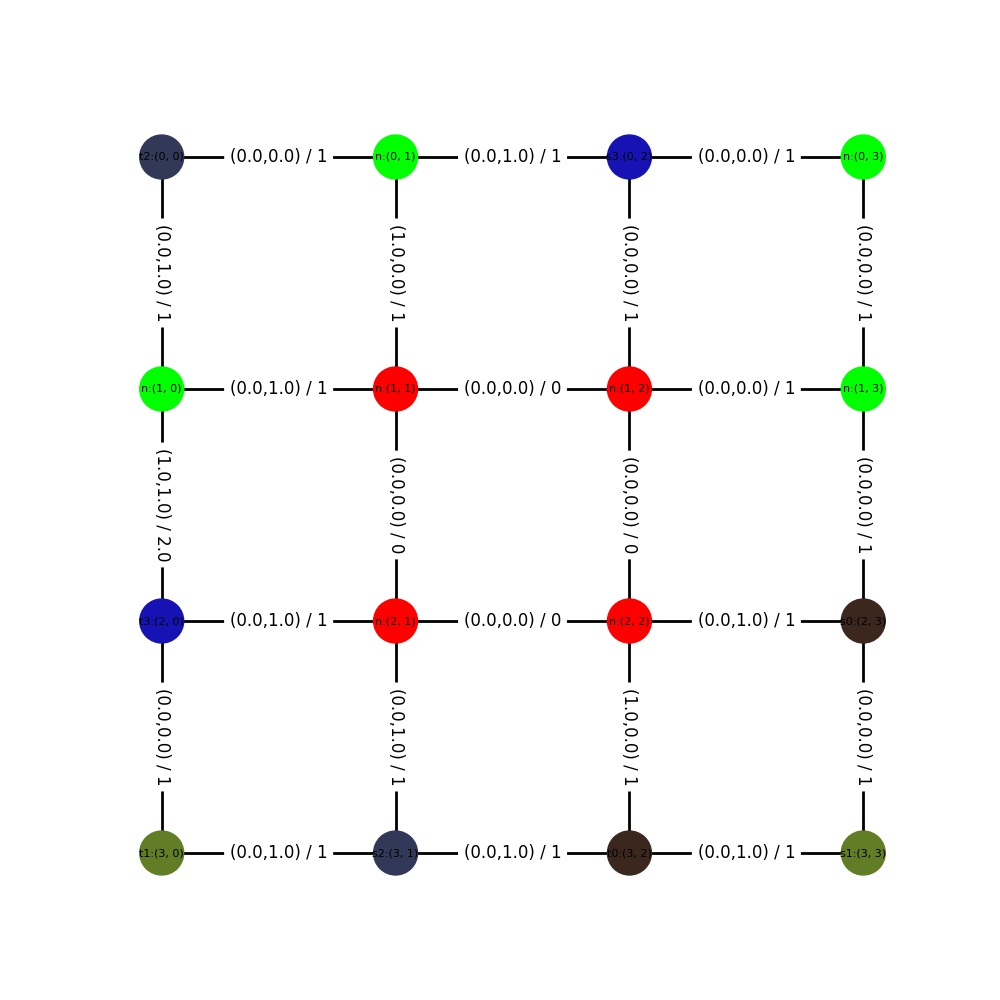 t2:(0, 0) (0.0,0.0) / 1 n:(0, 1) (0.0,1.0) / 1 s3:(0, 2) (0.0,0.0) / 1 n:(0, 3)
(0.0,1.0) / 1 (1.0,0.0) / 1 (0.0,0.0) / 1 (0.0,0.0) / 1
n:(1, 0) (0.0,1.0) / 1 n:(1, 1) (0.0,0.0) / 0 n:(1, 2) (0.0,0.0) / 1 n:(1, 3)
(1.0,1.0) / 2.0 (0.0,0.0) / 0 (0.0,0.0) / 0 (0.0,0.0) / 1
t3:(2, 0) (0.0,1.0) / 1 n:(2, 1) (0.0,0.0) / 0 n:(2, 2) (0.0,1.0) / 1 s0:(2, 3)
(0.0,0.0) / 1 (0.0,1.0) / 1 (1.0,0.0) / 1 (0.0,0.0) / 1
t1:(3, 0) (0.0,1.0) / 1 s2:(3, 1) (0.0,1.0) / 1 t0:(3, 2) (0.0,1.0) / 1 s1:(3, 3)